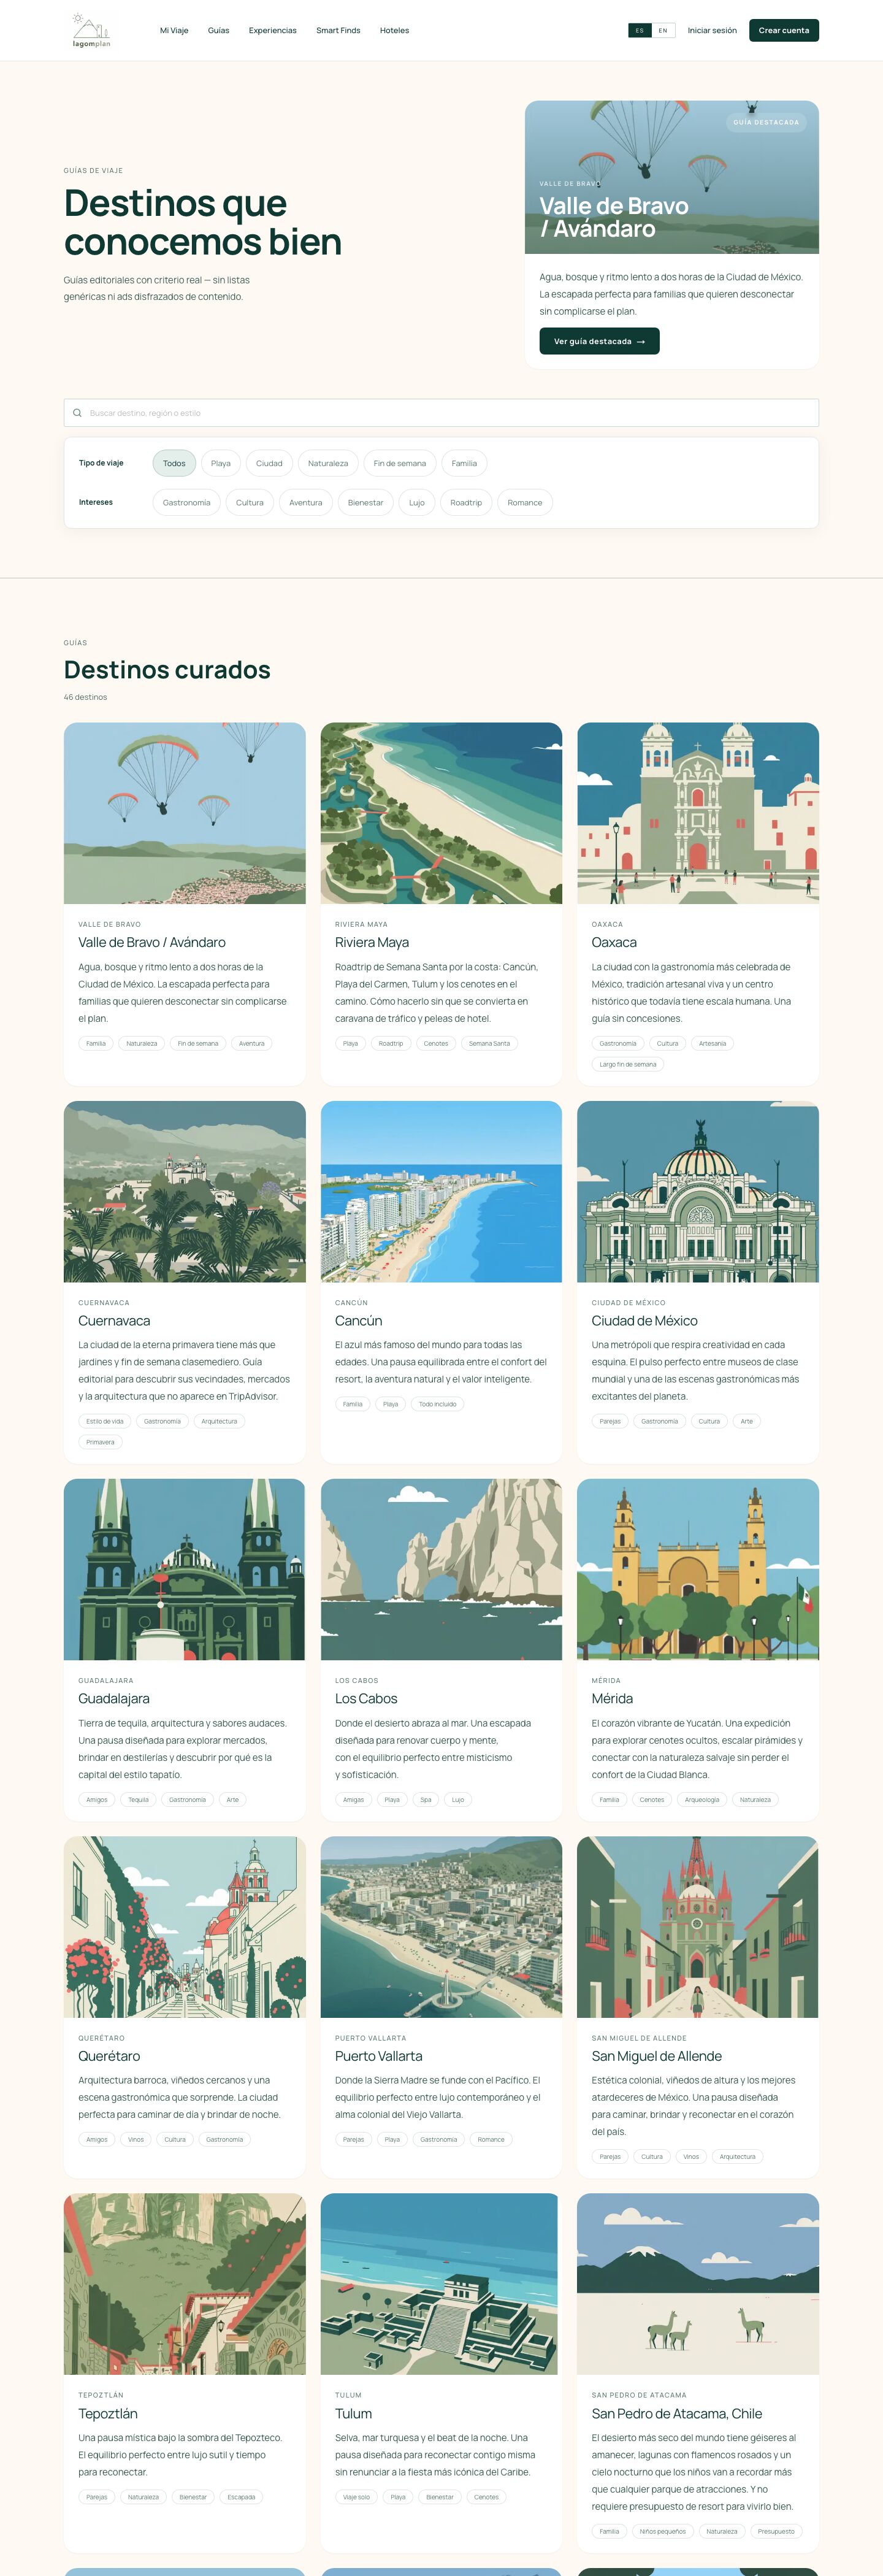 lagomplan
Mi Viaje
Guías
Experiencias
Smart Finds
Hoteles
ES
EN
Iniciar sesión
Crear cuenta
GUÍAS DE VIAJE
Destinos que
conocemos bien
Guías editoriales con criterio real — sin listas
genéricas ni ads disfrazados de contenido.
GUÍA DESTACADA
VALLE DE BRAVO
Valle de Bravo
/ Avándaro
Agua, bosque y ritmo lento a dos horas de la Ciudad de México.
La escapada perfecta para familias que quieren desconectar
sin complicarse el plan.
Ver guía destacada →
Buscar destino, región o estilo
Tipo de viaje
Todos
Playa
Ciudad
Naturaleza
Fin de semana
Familia
Intereses
Gastronomía
Cultura
Aventura
Bienestar
Lujo
Roadtrip
Romance
GUÍAS
Destinos curados
46 destinos
VALLE DE BRAVO
Valle de Bravo / Avándaro
Agua, bosque y ritmo lento a dos horas de la
Ciudad de México. La escapada perfecta para
familias que quieren desconectar sin complicarse
el plan.
Familia
Naturaleza
Fin de semana
Aventura
RIVIERA MAYA
Riviera Maya
Roadtrip de Semana Santa por la costa: Cancún,
Playa del Carmen, Tulum y los cenotes en el
camino. Cómo hacerlo sin que se convierta en
caravana de tráfico y peleas de hotel.
Playa
Roadtrip
Cenotes
Semana Santa
OAXACA
Oaxaca
La ciudad con la gastronomía más celebrada de
México, tradición artesanal viva y un centro
histórico que todavía tiene escala humana. Una
guía sin concesiones.
Gastronomía
Cultura
Artesanía
Largo fin de semana
CUERNAVACA
Cuernavaca
La ciudad de la eterna primavera tiene más que
jardines y fin de semana clasemediero. Guía
editorial para descubrir sus vecindades, mercados
y la arquitectura que no aparece en TripAdvisor.
Estilo de vida
Gastronomía
Arquitectura
Primavera
CANCÚN
Cancún
El azul más famoso del mundo para todas las
edades. Una pausa equilibrada entre el confort del
resort, la aventura natural y el valor inteligente.
Familia
Playa
Todo incluido
CIUDAD DE MÉXICO
Ciudad de México
Una metrópoli que respira creatividad en cada
esquina. El pulso perfecto entre museos de clase
mundial y una de las escenas gastronómicas más
excitantes del planeta.
Parejas
Gastronomía
Cultura
Arte
GUADALAJARA
Guadalajara
Tierra de tequila, arquitectura y sabores audaces.
Una pausa diseñada para explorar mercados,
brindar en destilerías y descubrir por qué es la
capital del estilo tapatío.
Amigos
Tequila
Gastronomía
Arte
LOS CABOS
Los Cabos
Donde el desierto abraza al mar. Una escapada
diseñada para renovar cuerpo y mente,
con el equilibrio perfecto entre misticismo
y sofisticación.
Amigas
Playa
Spa
Lujo
MÉRIDA
Mérida
El corazón vibrante de Yucatán. Una expedición
para explorar cenotes ocultos, escalar pirámides y
conectar con la naturaleza salvaje sin perder el
confort de la Ciudad Blanca.
Familia
Cenotes
Arqueología
Naturaleza
QUERÉTARO
Querétaro
Arquitectura barroca, viñedos cercanos y una
escena gastronómica que sorprende. La ciudad
perfecta para caminar de día y brindar de noche.
Amigos
Vinos
Cultura
Gastronomía
PUERTO VALLARTA
Puerto Vallarta
Donde la Sierra Madre se funde con el Pacífico. El
equilibrio perfecto entre lujo contemporáneo y el
alma colonial del Viejo Vallarta.
Parejas
Playa
Gastronomía
Romance
SAN MIGUEL DE ALLENDE
San Miguel de Allende
Estética colonial, viñedos de altura y los mejores
atardeceres de México. Una pausa diseñada
para caminar, brindar y reconectar en el corazón
del país.
Parejas
Cultura
Vinos
Arquitectura
TEPOZTLÁN
Tepoztlán
Una pausa mística bajo la sombra del Tepozteco.
El equilibrio perfecto entre lujo sutil y tiempo
para reconectar.
Parejas
Naturaleza
Bienestar
Escapada
TULUM
Tulum
Selva, mar turquesa y el beat de la noche. Una
pausa diseñada para reconectar contigo misma
sin renunciar a la fiesta más icónica del Caribe.
Viaje solo
Playa
Bienestar
Cenotes
SAN PEDRO DE ATACAMA
San Pedro de Atacama, Chile
El desierto más seco del mundo tiene géiseres al
amanecer, lagunas con flamencos rosados y un
cielo nocturno que los niños van a recordar más
que cualquier parque de atracciones. Y no
requiere presupuesto de resort para vivirlo bien.
Familia
Niños pequeños
Naturaleza
Presupuesto